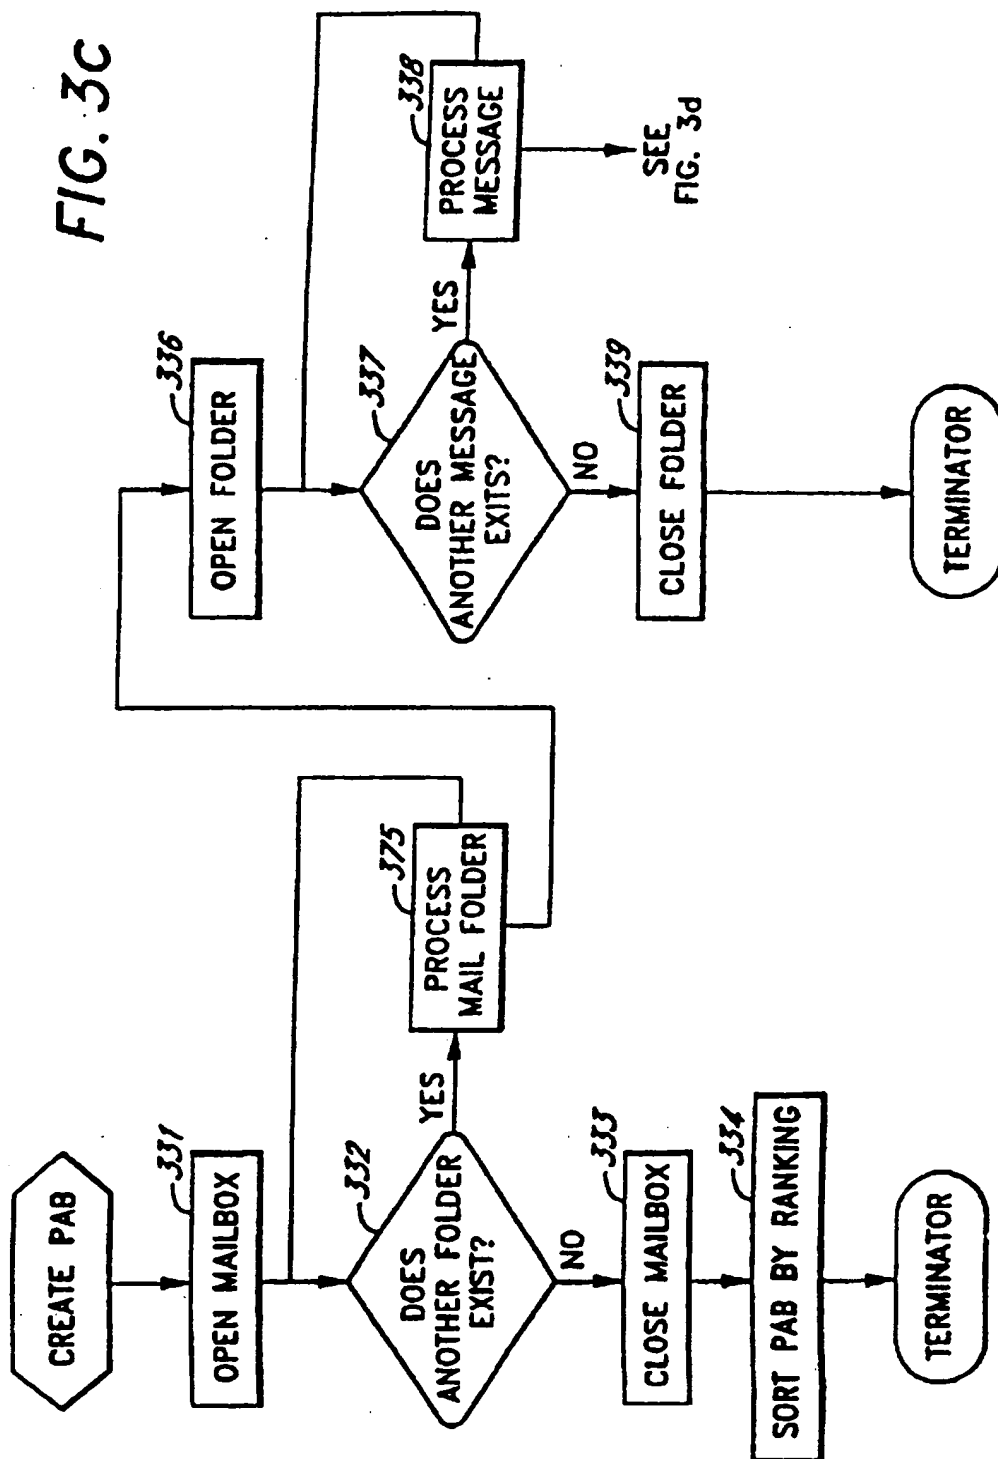 FIG. 3c
CREATE PAB
331
OPEN MAILBOX
332
DOES
ANOTHER FOLDER
EXIST?
YES
NO
375
PROCESS
MAIL FOLDER
333
CLOSE MAILBOX
334
SORT PAB BY RANKING
TERMINATOR
336
OPEN FOLDER
337
DOES
ANOTHER MESSAGE
EXITS?
YES
NO
338
PROCESS
MESSAGE
SEE
FIG. 3d
339
CLOSE FOLDER
TERMINATOR